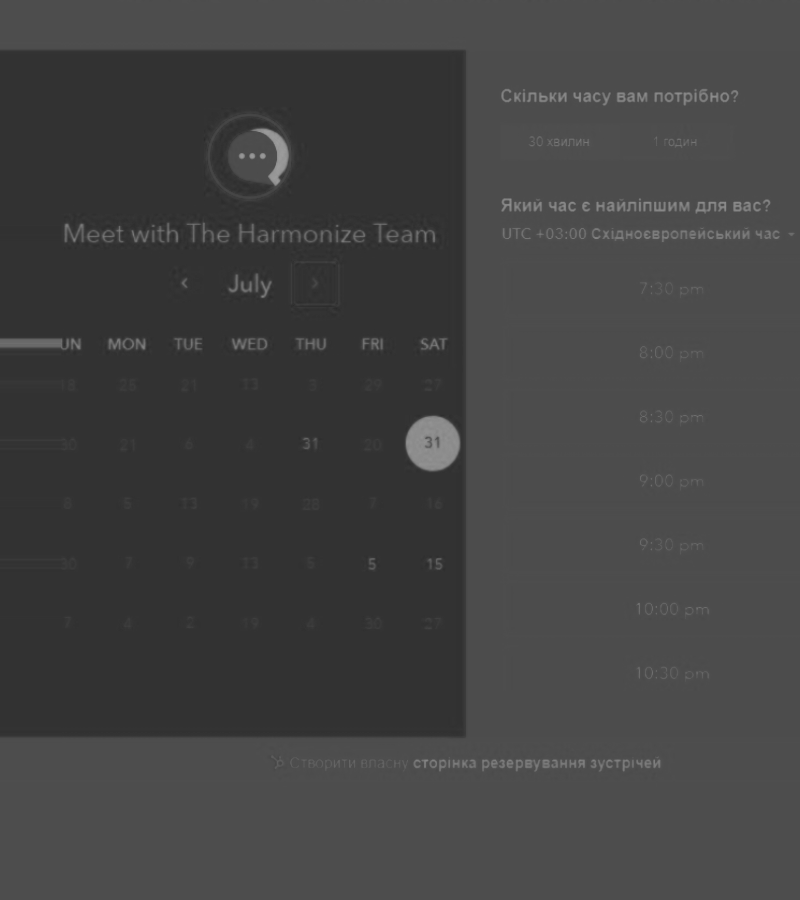 Meet with The Harmonize Team
July
UN MON TUE WED THU FRI SAT
18 26 21 13 29 27
30 21 6 4 31 20 31
5 13 19 28 7 16
30 7 9 13 5 5 15
7 4 2 19 4 30 27
Скільки часу вам потрібно?
30 хвилин 1 годин
Який час є найліпшим для вас?
UTC +03:00 Східноєвропейський час
7:30 pm
8:00 pm
8:30 pm
9:00 pm
9:30 pm
10:00 pm
10:30 pm
Створити власну сторінка резервування зустрічей